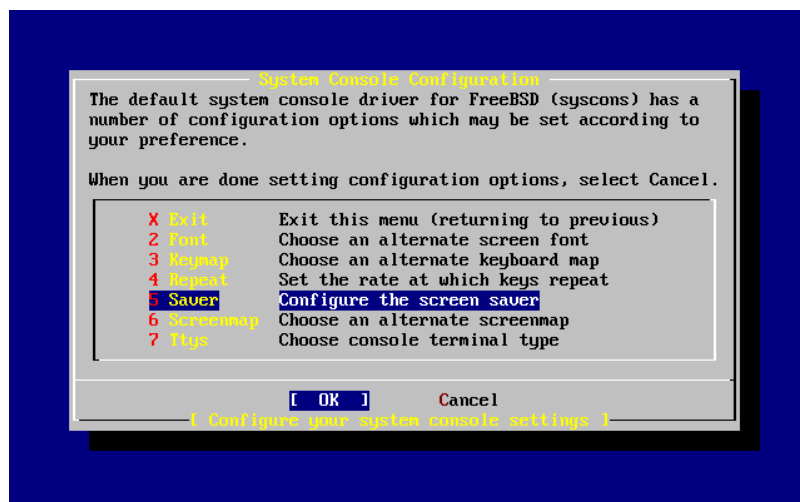 System Console Configuration
The default system console driver for FreeBSD (syscons) has a
number of configuration options which may be set according to
your preference.
When you are done setting configuration options, select Cancel.
X Exit Exit this menu (returning to previous)
2 Font Choose an alternate screen font
3 Keymap Choose an alternate keyboard map
4 Repeat Set the rate at which keys repeat
5 Saver Configure the screen saver
6 Screenmap Choose an alternate screenmap
7 Ttys Choose console terminal type
[ OK ] Cancel
[ Configure your system console settings ]